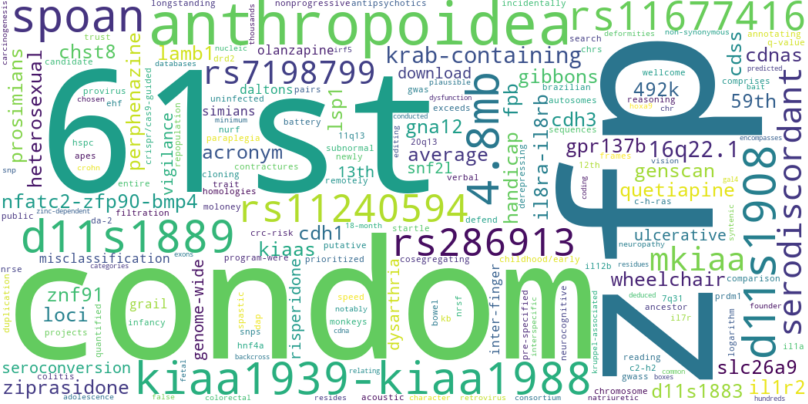 longstanding
nonprogressive
antipsychotics
incidentally
spoan
anthropoidea
rs11677416
carcinogenesis
trust
chst8
candidate
lamb1
nucleic
databases
drd2
olanzapine
irf5
thousands
krab-containing
search
chrs
deformities
non-synonymous
annotating
q-value
cdss
cdnas
prosimians
heterosexual
perphenazine
crispr/cas9-guided
61st
rs7198799
daltons
pairs
download
gwas
plausible
exceeds
dysfunction
4.8mb
gibbons
fpb
brazilian
autosomes
cdh3
sequences
il8ra-il8rb
derepressing
handicap
zfp
wellcome
492k
reasoning
chr
hoxa9
comprises
bait
59th
predicted
provirus
chosen
ehf
hspc
apes
snp
crohn
vigilance
repopulation
uninfected
minimum
nurf
simians
paraplegia
acronym
contractures
cloning
trait
homologies
moloney
battery
11q13
subnormal
newly
13th
remotely
lsp1
conducted
editing
gna12
average
20q13
snf2l
verbal
gpr137b
16q22.1
12th
frameq
vision
genscan
coding
quetiapine
c-h-ras
gal4
syntenic
encompasses
serodiscordant
d11s1908
nfatc2-zfp90-bmp4
entire
public
zinc-dependent
filtration
da-2
rs11240594
defend
d11s1889
crc-risk
cdh1
18-month
startle
rs286913
ulcerative
neuropathy
il12b
residues
mkiaa
wheelchair
comparison
deduced
7q31
prdm1
ancestor
il7r
founder
logarithm
il1a
misclassification
exons
program-were
kiaas
putative
prioritized
cosegregating
childhood/early
nrse
categories
znf91
grail
loci
infancy
projects
duplication
quantified
genome-wide
spastic
gap
snps
hnf4a
backcross
risperidone
condom
speed
notably
monkeys
cdna
dysarthria
bowel
kb
nrsf
inter-finger
pre-specified
interspecific
neurocognitive
kruppel-associated
seroconversion
colitis
ziprasidone
adolescence
false
colorectal
fetal
kiaa1939-kiaa1988
relating
resides
acoustic
character
retrovirus
consortium
reading
c2-h2
gwass
boxes
chromosome
natriuretic
slc26a9
common
il1r2
d11s1883
hundreds